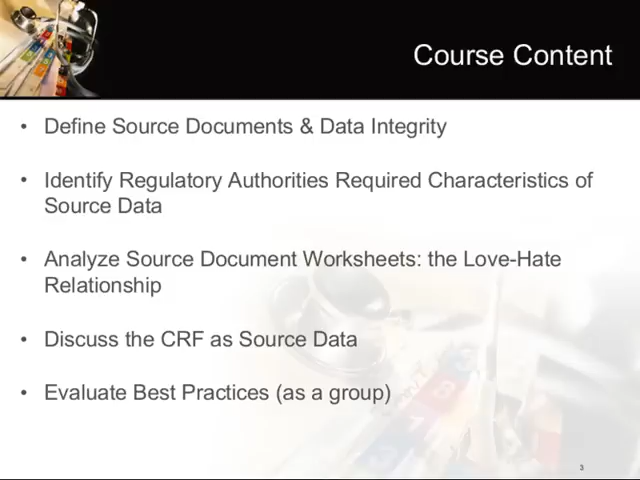 Course Content
• Define Source Documents & Data Integrity
• Identify Regulatory Authorities Required Characteristics of
Source Data
• Analyze Source Document Worksheets: the Love-Hate
Relationship
• Discuss the CRF as Source Data
• Evaluate Best Practices (as a group)
3